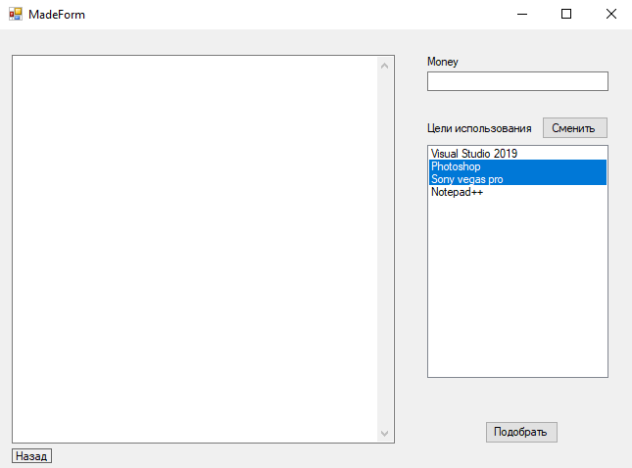 MadeForm
Money
Цели использования
Сменить
Visual Studio 2019
Photoshop
Sony vegas pro
Notepad++
Подобрать
Назад